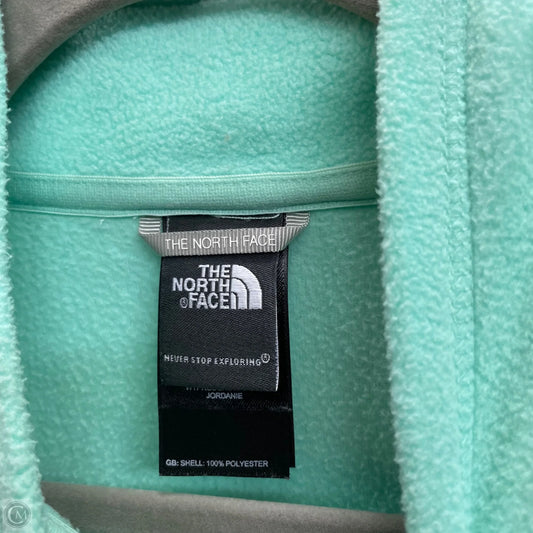 THE NORTH FACE
THE
NORTH
®FACE
NEVER STOP EXPLORING®
JORDANIE
GB: SHELL: 100% POLYESTER